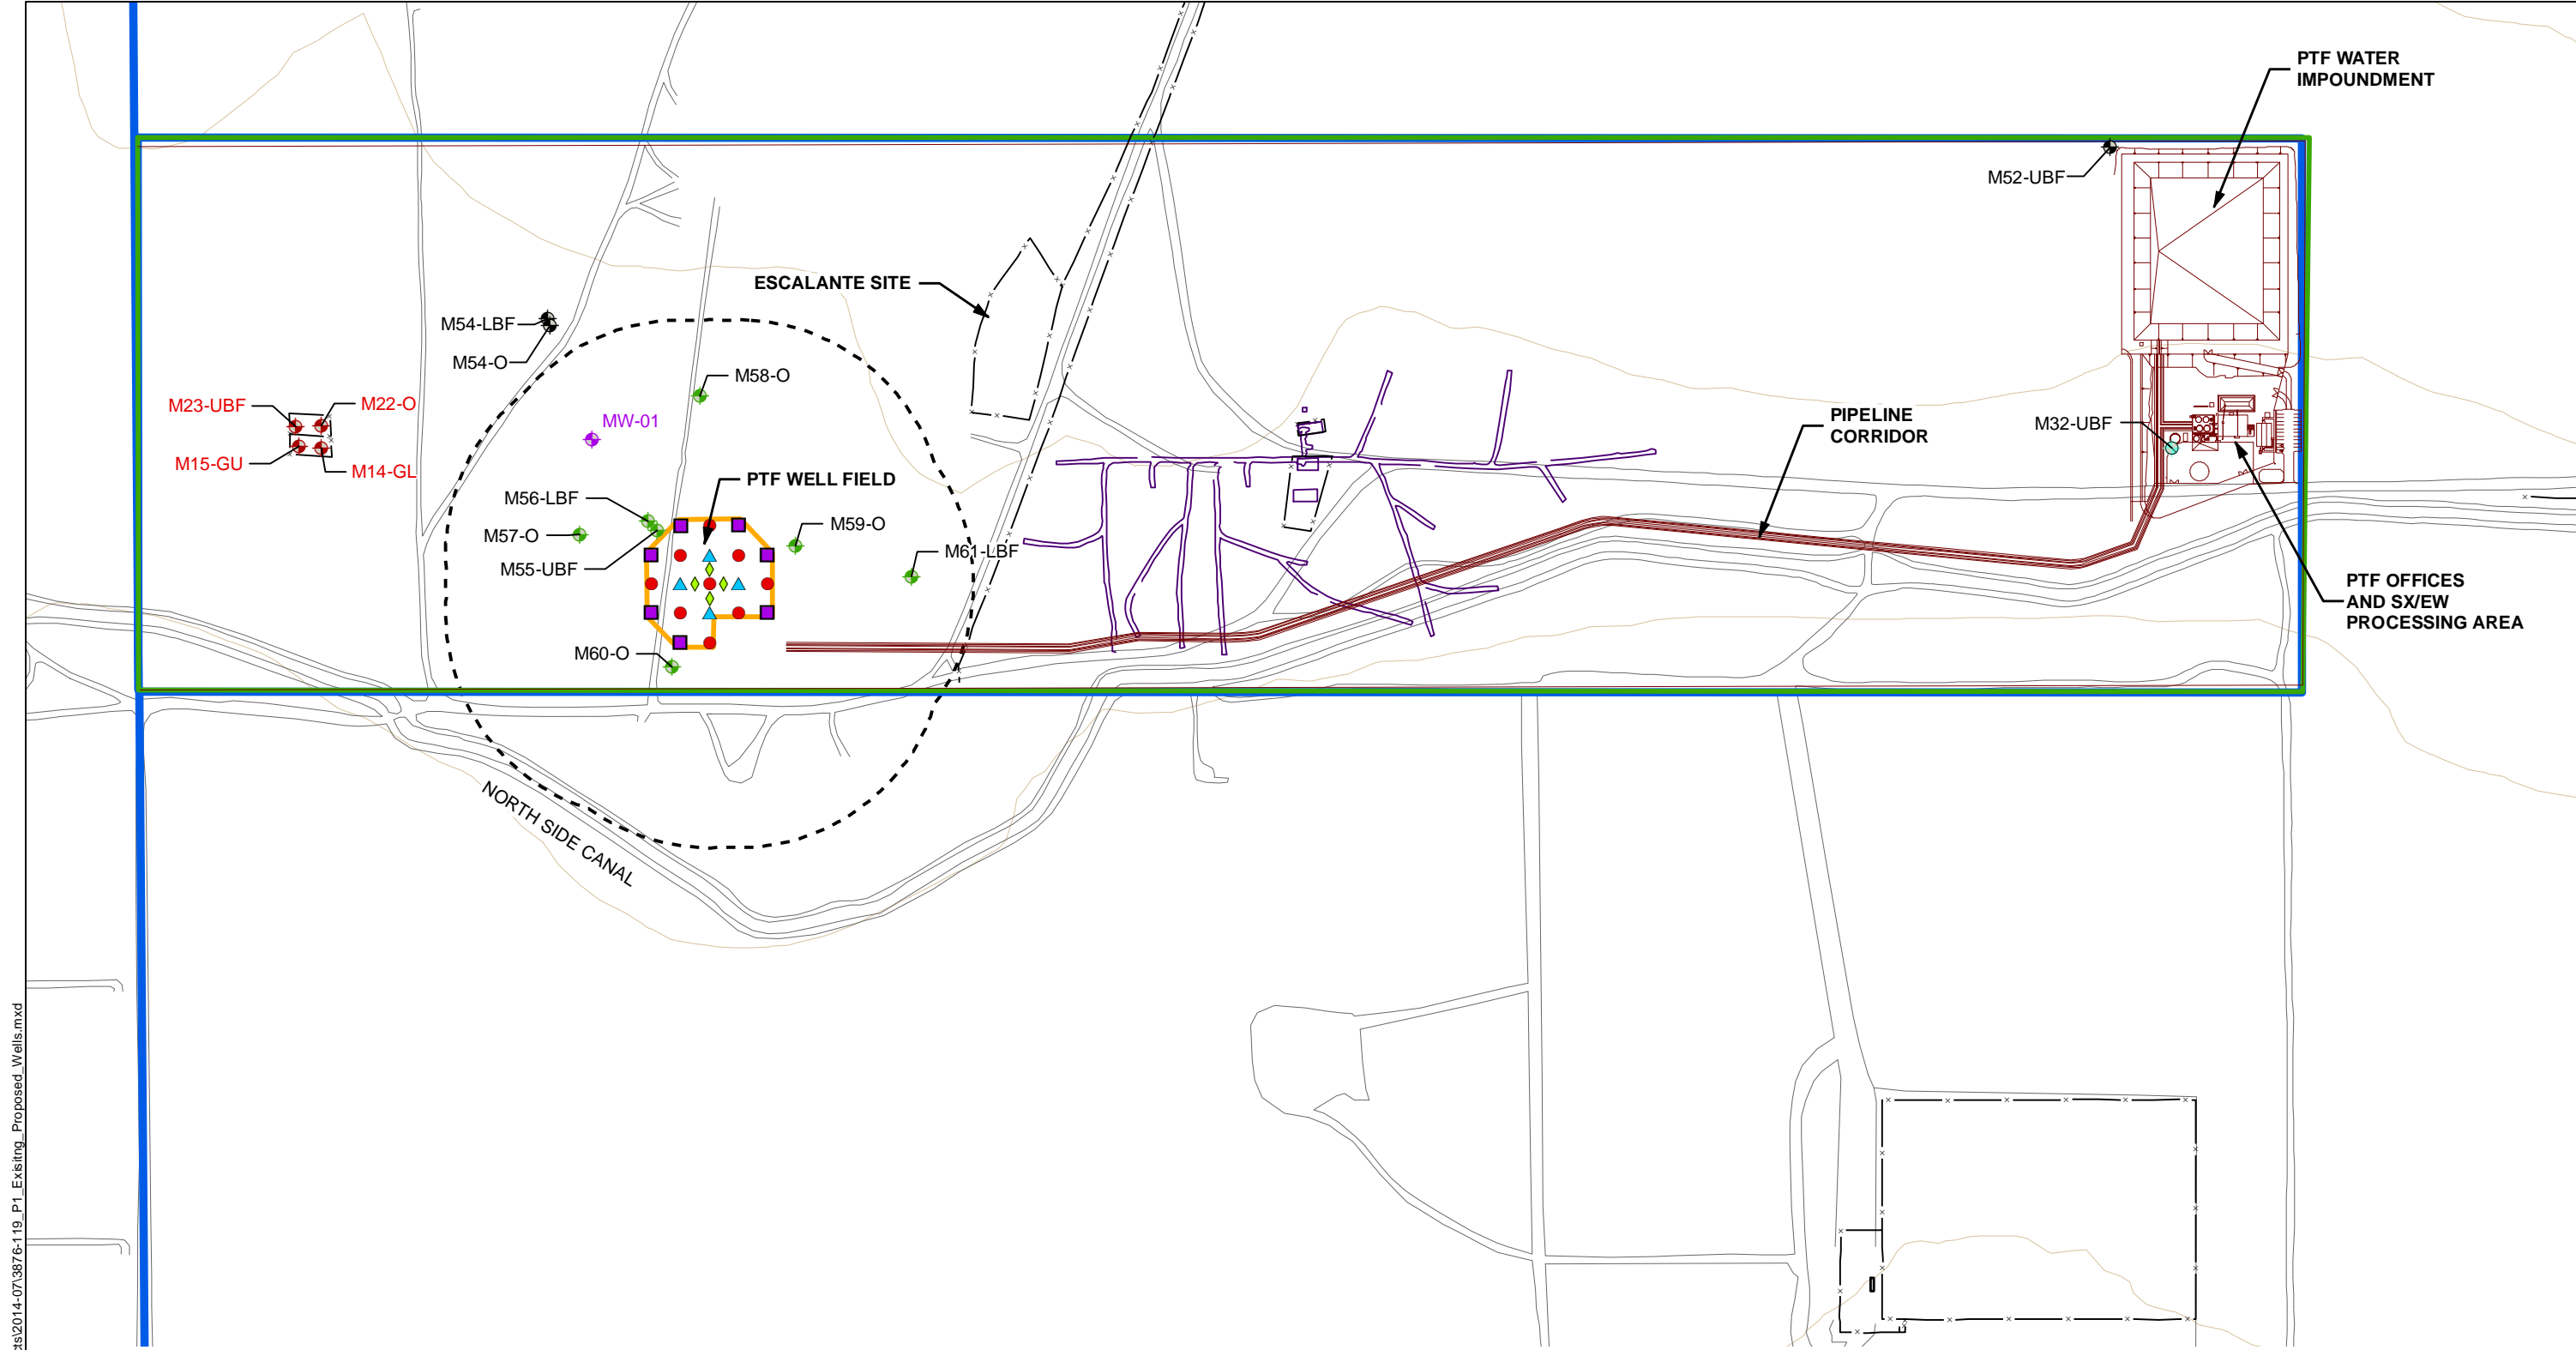 PTF WATER
IMPOUNDMENT
M52-UBF
ESCALANTE SITE
M54-LBF
M54-O
M58-O
M23-UBF
M22-O
MW-01
PIPELINE
CORRIDOR
M32-UBF
M15-GU
M14-GL
PTF WELL FIELD
M56-LBF
M59-O
M57-O
M61-LBF
M55-UBF
PTF OFFICES
AND SX/EW
PROCESSING AREA
M60-O
NORTH SIDE CANAL
cts\2014-07\3876-119_P1_Exisitng_Proposed_Wells.mxd